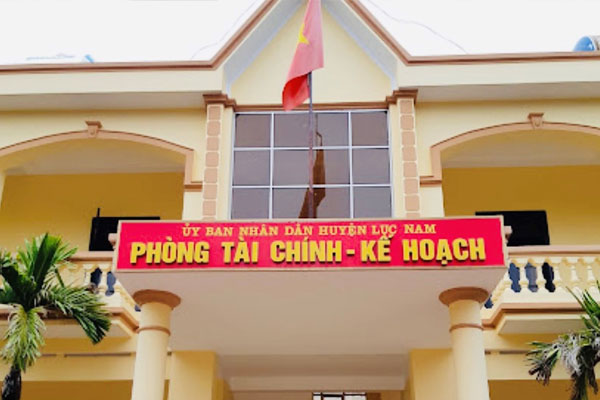 ỦY BAN NHÂN DÂN HUYỆN LỤC NAM
PHÒNG TÀI CHÍNH - KẾ HOẠCH